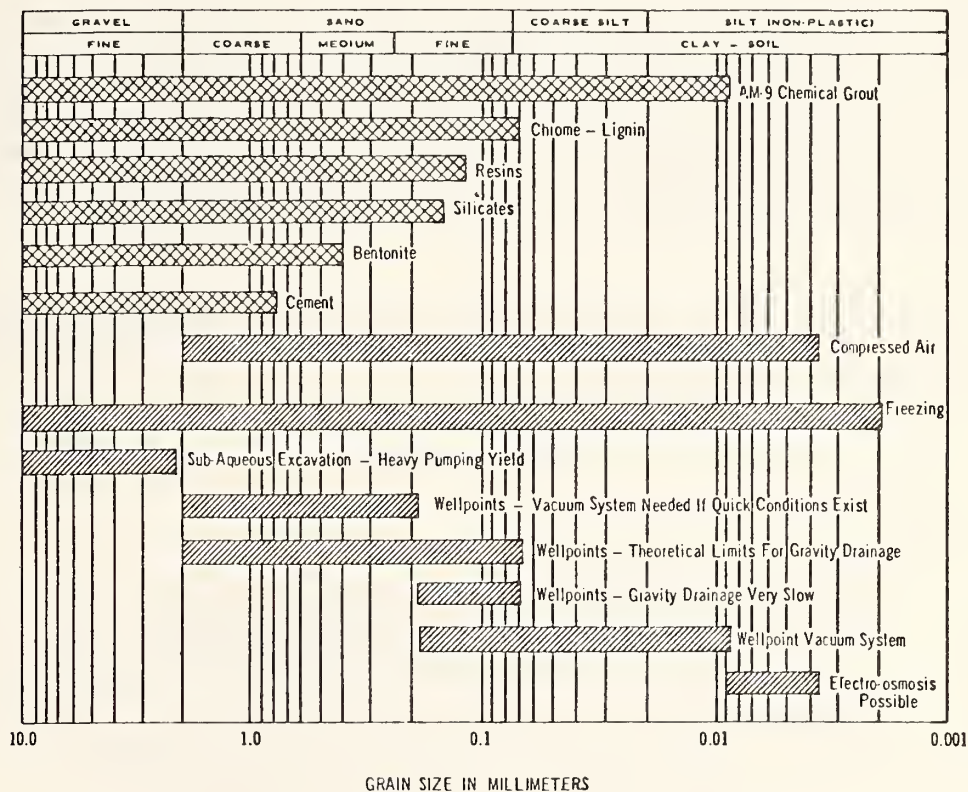 GRAVEL SAND COARSE SILT SILT (NON-PLASTIC)
FINE COARSE MEDIUM FINE CLAY – SOIL
AM-9 Chemical Grout
Chrome – Lignin
Resins
Silicates
Bentonite
Cement
Compressed Air
Freezing
Sub-Aqueous Excavation – Heavy Pumping Yield
Wellpoints – Vacuum System Needed If Quick Conditions Exist
Wellpoints – Theoretical Limits For Gravity Drainage
Wellpoints – Gravity Drainage Very Slow
Wellpoint Vacuum System
Electro-osmosis
Possible
10.0 1.0 0.1 0.01 0.001
GRAIN SIZE IN MILLIMETERS